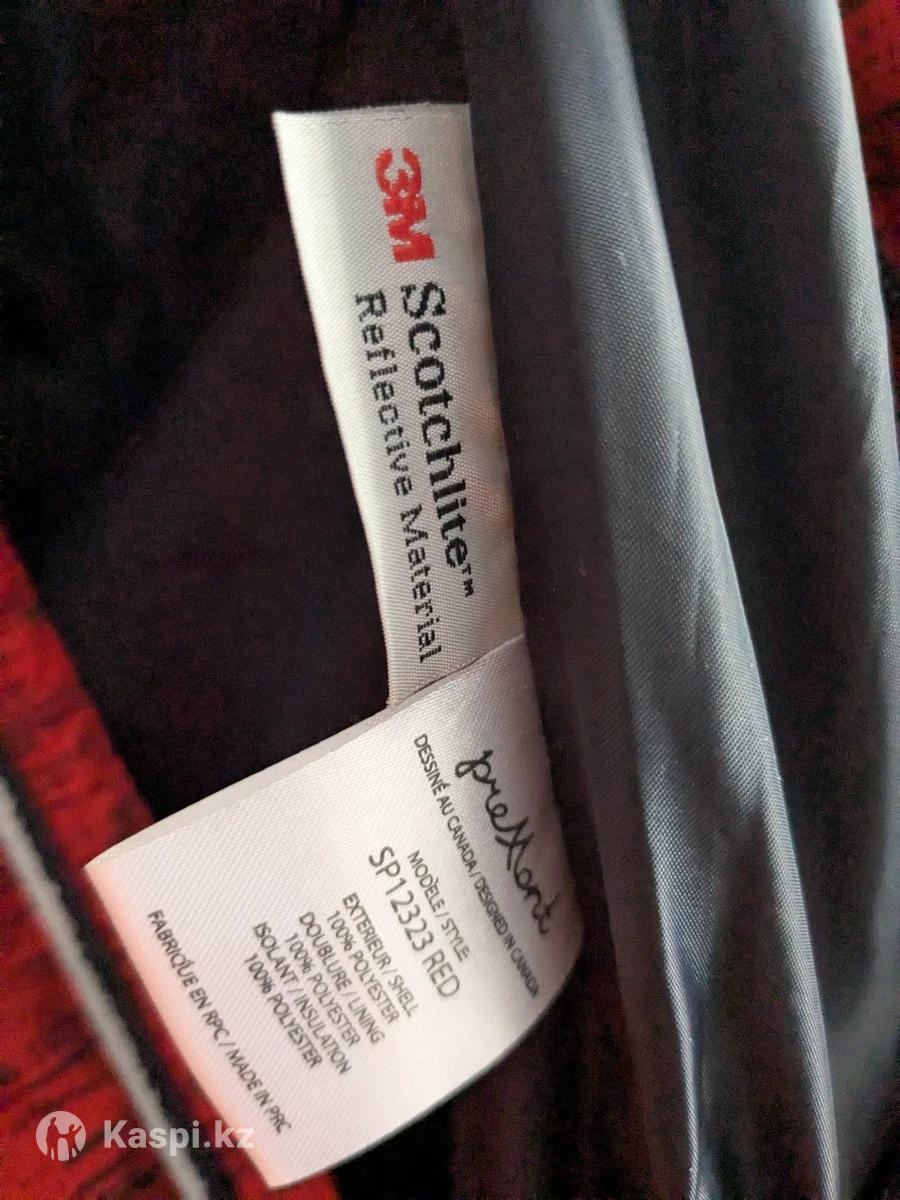 3M
Scotchlite™
Reflective Material
preMont
DESSINÉ AU CANADA / DESIGNED IN CANADA
MODÈLE / STYLE:
SP12323 RED
EXTERIEUR / SHELL
100% POLYESTER
DOUBLURE / LINING
100% POLYESTER
ISOLANT / INSULATION
100% POLYESTER
FABRIQUE EN RPC / MADE IN PRC
Kaspi.kz